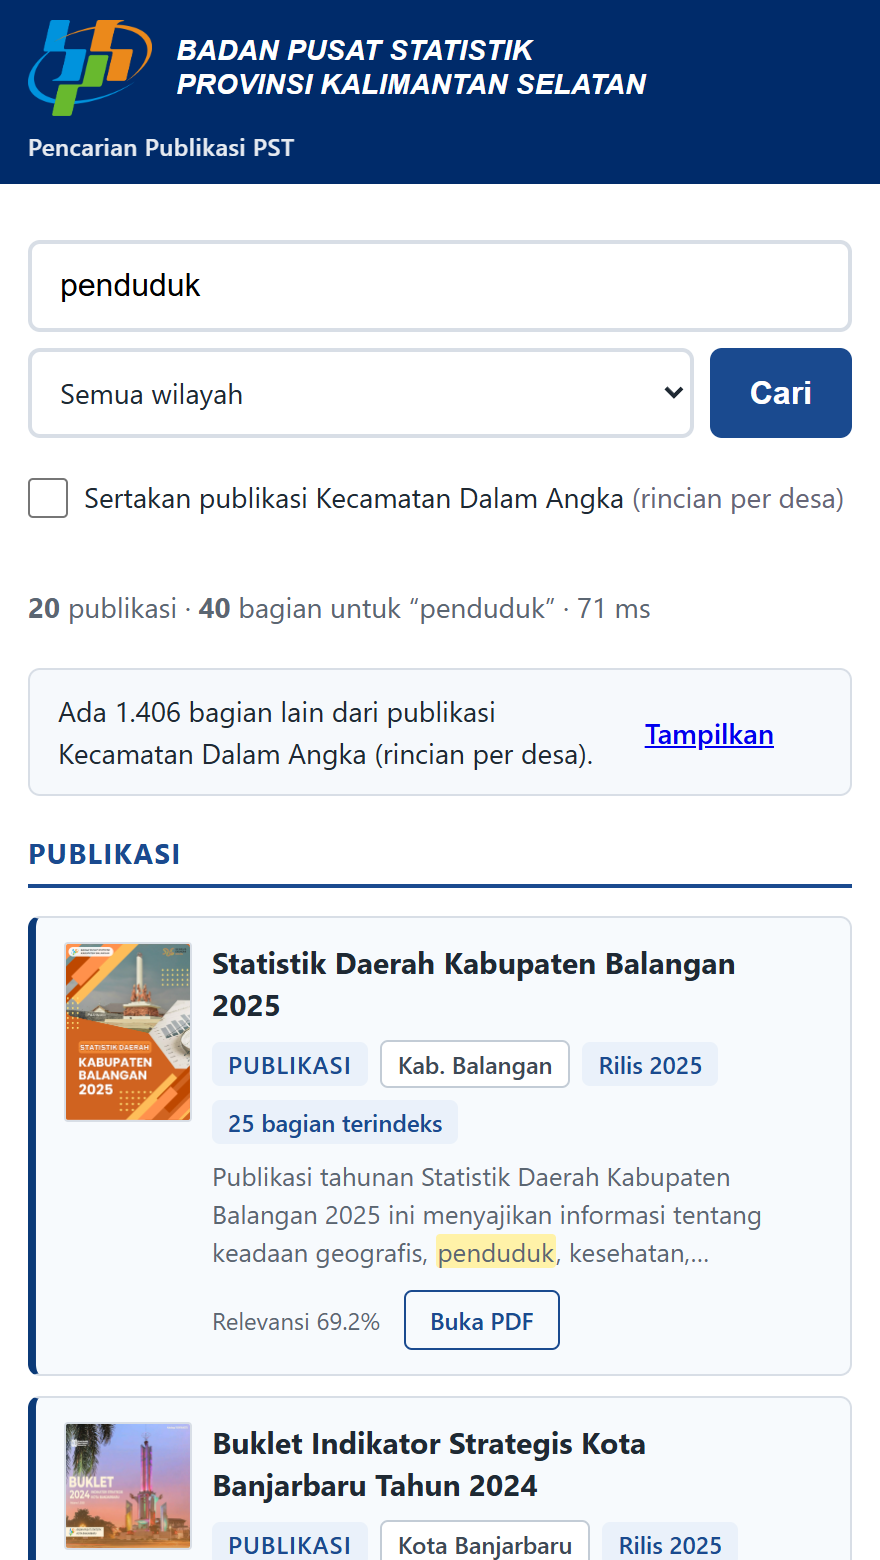 BADAN PUSAT STATISTIK
PROVINSI KALIMANTAN SELATAN
Pencarian Publikasi PST
penduduk
Semua wilayah
Cari
Sertakan publikasi Kecamatan Dalam Angka (rincian per desa)
20 publikasi · 40 bagian untuk “penduduk” · 71 ms
Ada 1.406 bagian lain dari publikasi
Kecamatan Dalam Angka (rincian per desa).
Tampilkan
PUBLIKASI
STATISTIK DAERAH
KABUPATEN
BALANGAN
2025
Statistik Daerah Kabupaten Balangan
2025
PUBLIKASI
Kab. Balangan
Rilis 2025
25 bagian terindeks
Publikasi tahunan Statistik Daerah Kabupaten
Balangan 2025 ini menyajikan informasi tentang
keadaan geografis, penduduk, kesehatan,...
Relevansi 69.2%
Buka PDF
BUKLET
2024
Buklet Indikator Strategis Kota
Banjarbaru Tahun 2024
PUBLIKASI
Kota Banjarbaru
Rilis 2025